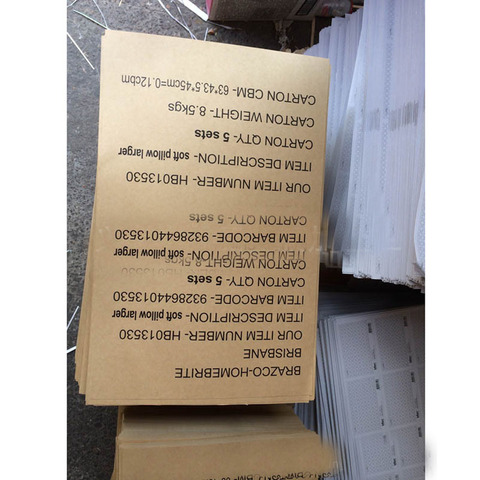 BRAZCO-HOMEBRITE
BRISBANE
OUR ITEM NUMBER- HB013530
ITEM DESCRIPTION- soft pillow larger
ITEM BARCODE- 9328644013530
CARTON QTY- 5 sets
CARTON WEIGHT- 8.5kgs
ITEM DESCRIPTION- soft pillow larger
ITEM BARCODE- 9328644013530
CARTON QTY- 5 sets
OUR ITEM NUMBER- HB013530
ITEM DESCRIPTION- soft pillow larger
CARTON QTY- 5 sets
CARTON WEIGHT- 8.5kgs
CARTON CBM- 63*43.5*45cm=0.12cbm